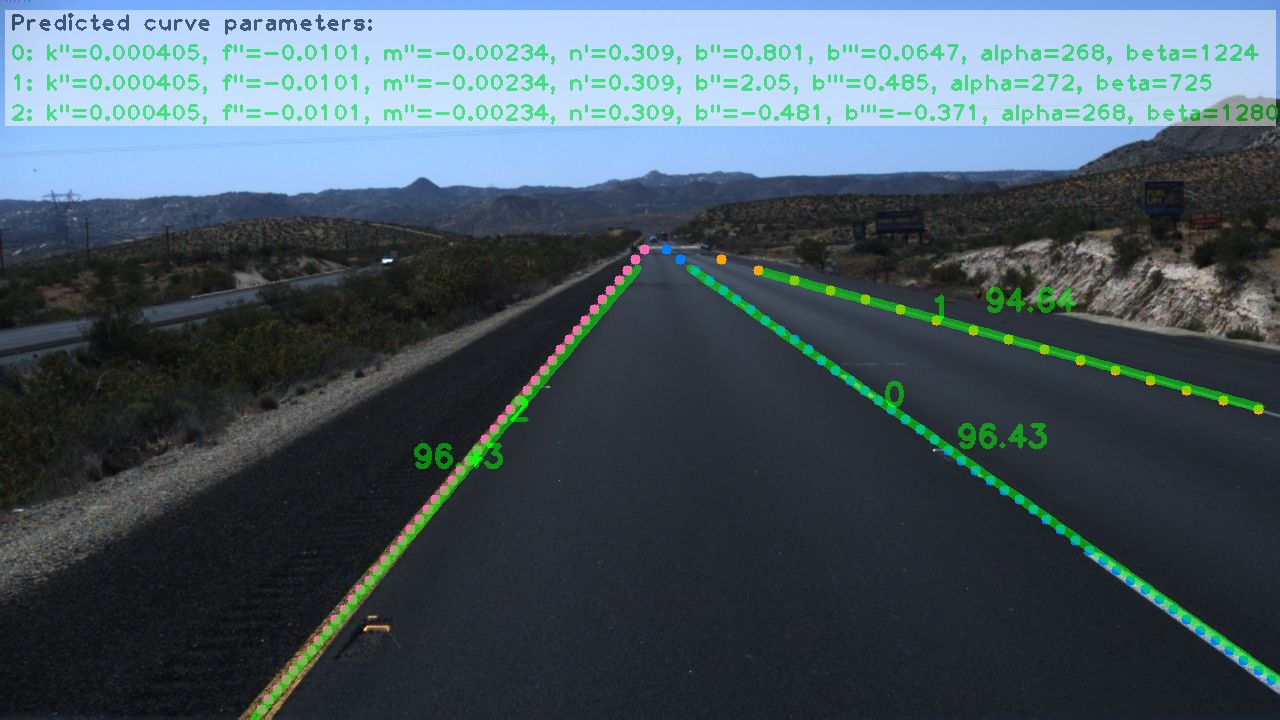 Predicted curve parameters:
0: k''=0.000405, f''=-0.0101, m''=-0.00234, n'=0.309, b''=0.801, b'''=0.0647, alpha=268, beta=1224
1: k''=0.000405, f''=-0.0101, m''=-0.00234, n'=0.309, b''=2.05, b'''=0.485, alpha=272, beta=725
2: k''=0.000405, f''=-0.0101, m''=-0.00234, n'=0.309, b''=-0.481, b'''=-0.371, alpha=268, beta=1280
1 94.64
0
2
96.43
96.43